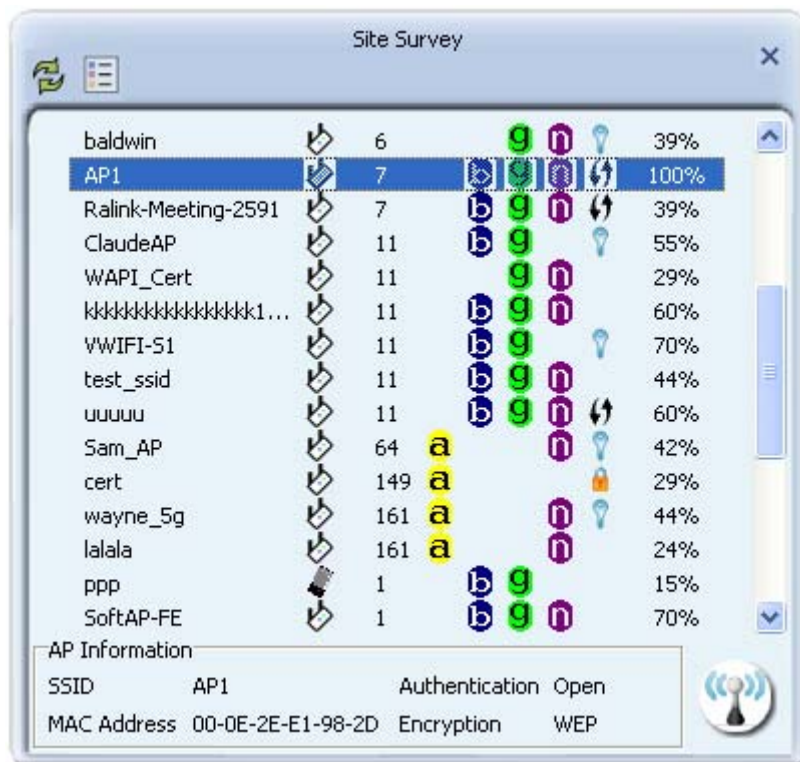 Site Survey
baldwin 6 g n 39%
AP1 7 b g n 100%
Ralink-Meeting-2591 7 b g n 39%
ClaudeAP 11 b g 55%
WAPI_Cert 11 g n 29%
kkkkkkkkkkkkkkkkk1... 11 b g n 60%
VWIFI-S1 11 b g 70%
test_ssid 11 b g n 44%
uuuuu 11 b g n 60%
Sam_AP 64 a n 42%
cert 149 a 29%
wayne_5g 161 a n 44%
lalala 161 a n 24%
ppp 1 b g 15%
SoftAP-FE 1 b g n 70%
AP Information
SSID AP1 Authentication Open
MAC Address 00-0E-2E-E1-98-2D Encryption WEP